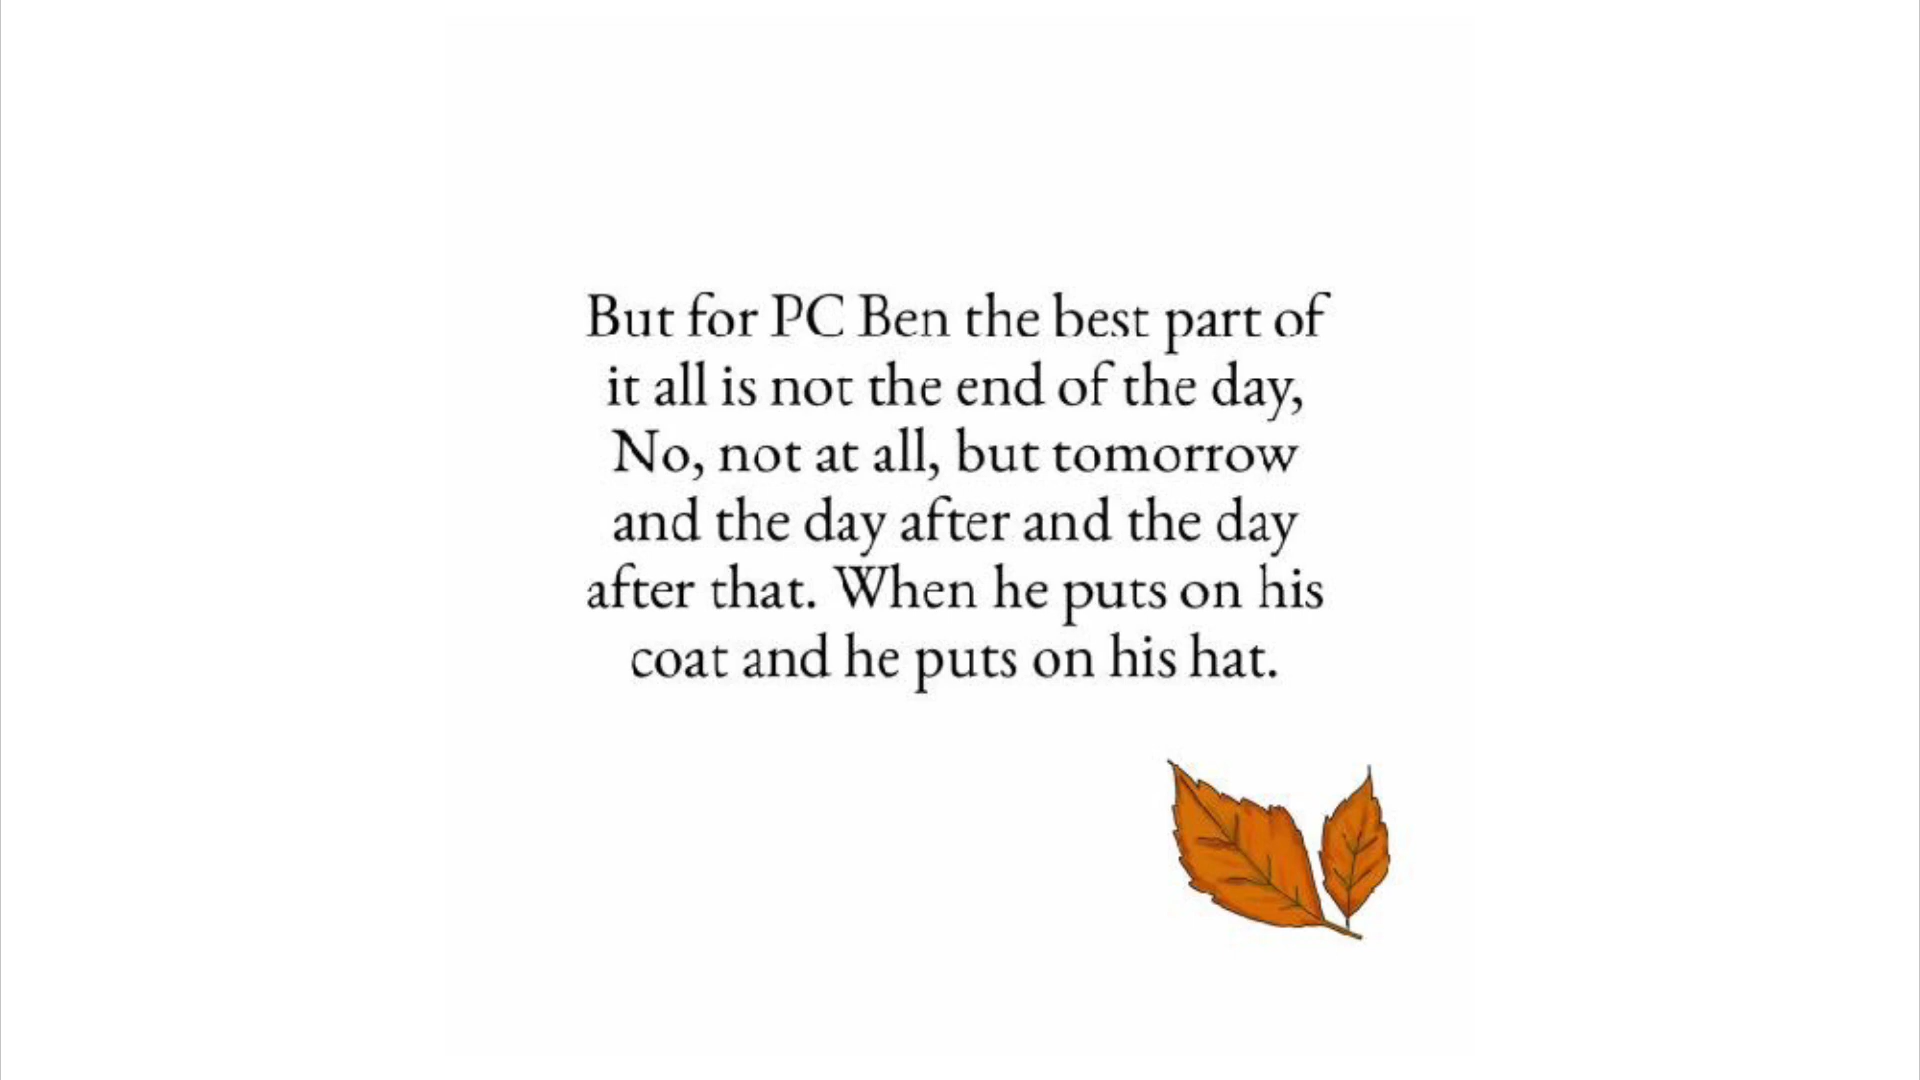 But for PC Ben the best part of
it all is not the end of the day,
No, not at all, but tomorrow
and the day after and the day
after that. When he puts on his
coat and he puts on his hat.